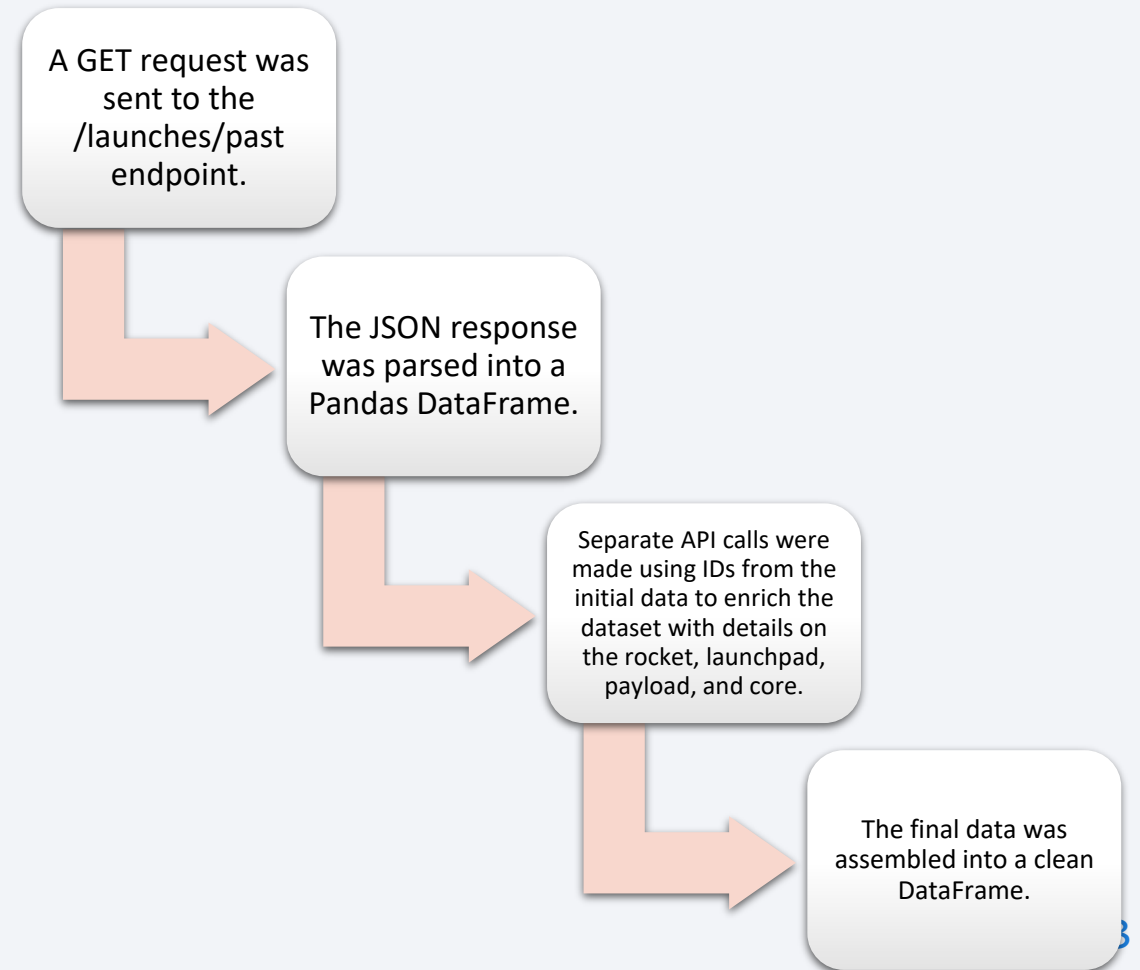 A GET request was
sent to the
/launches/past
endpoint.
The JSON response
was parsed into a
Pandas DataFrame.
Separate API calls were
made using IDs from the
initial data to enrich the
dataset with details on
the rocket, launchpad,
payload, and core.
The final data was
assembled into a clean
DataFrame.